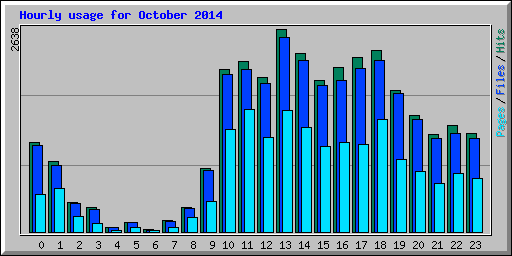 Hourly usage for October 2014
2638
Pages/Files/Hits
0 1 2 3 4 5 6 7 8 9 10 11 12 13 14 15 16 17 18 19 20 21 22 23